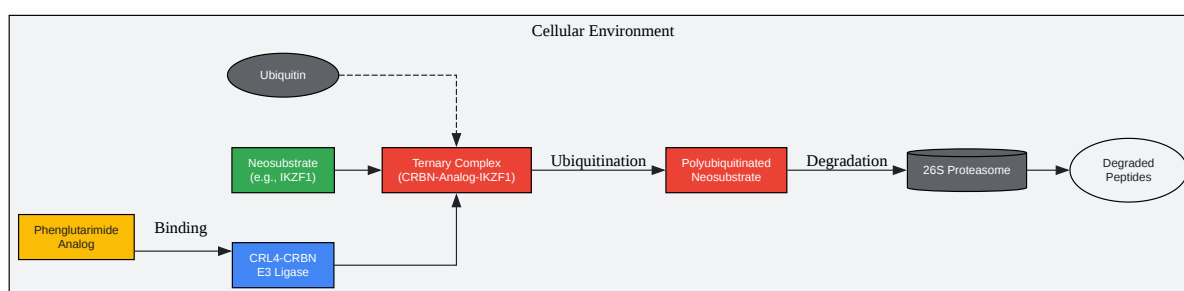 Cellular Environment
Ubiquitin
Neosubstrate
(e.g., IKZF1)
Ternary Complex
(CRBN-Analog-IKZF1)
Ubiquitination
Polyubiquitinated
Neosubstrate
Degradation
26S Proteasome
Degraded
Peptides
Phenglutarimide
Analog
Binding
CRL4-CRBN
E3 Ligase